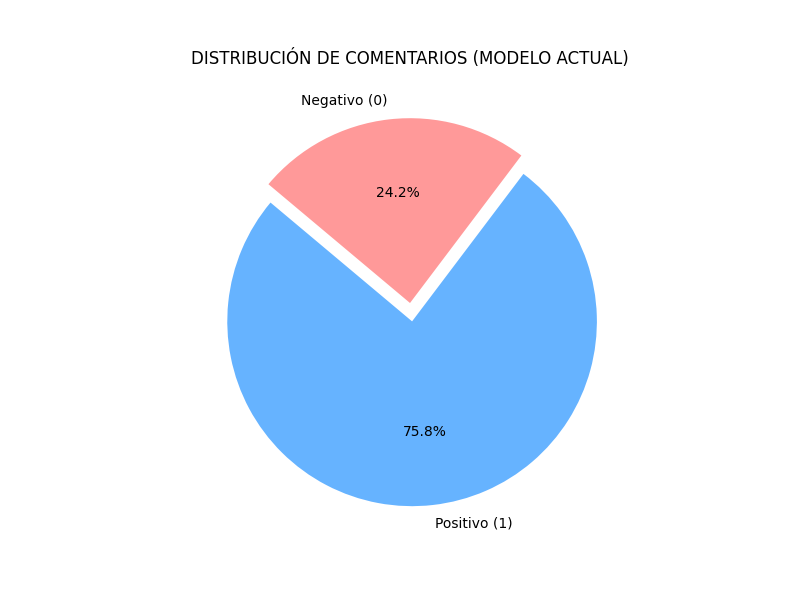 DISTRIBUCIÓN DE COMENTARIOS (MODELO ACTUAL)
Negativo (0)
24.2%
75.8%
Positivo (1)